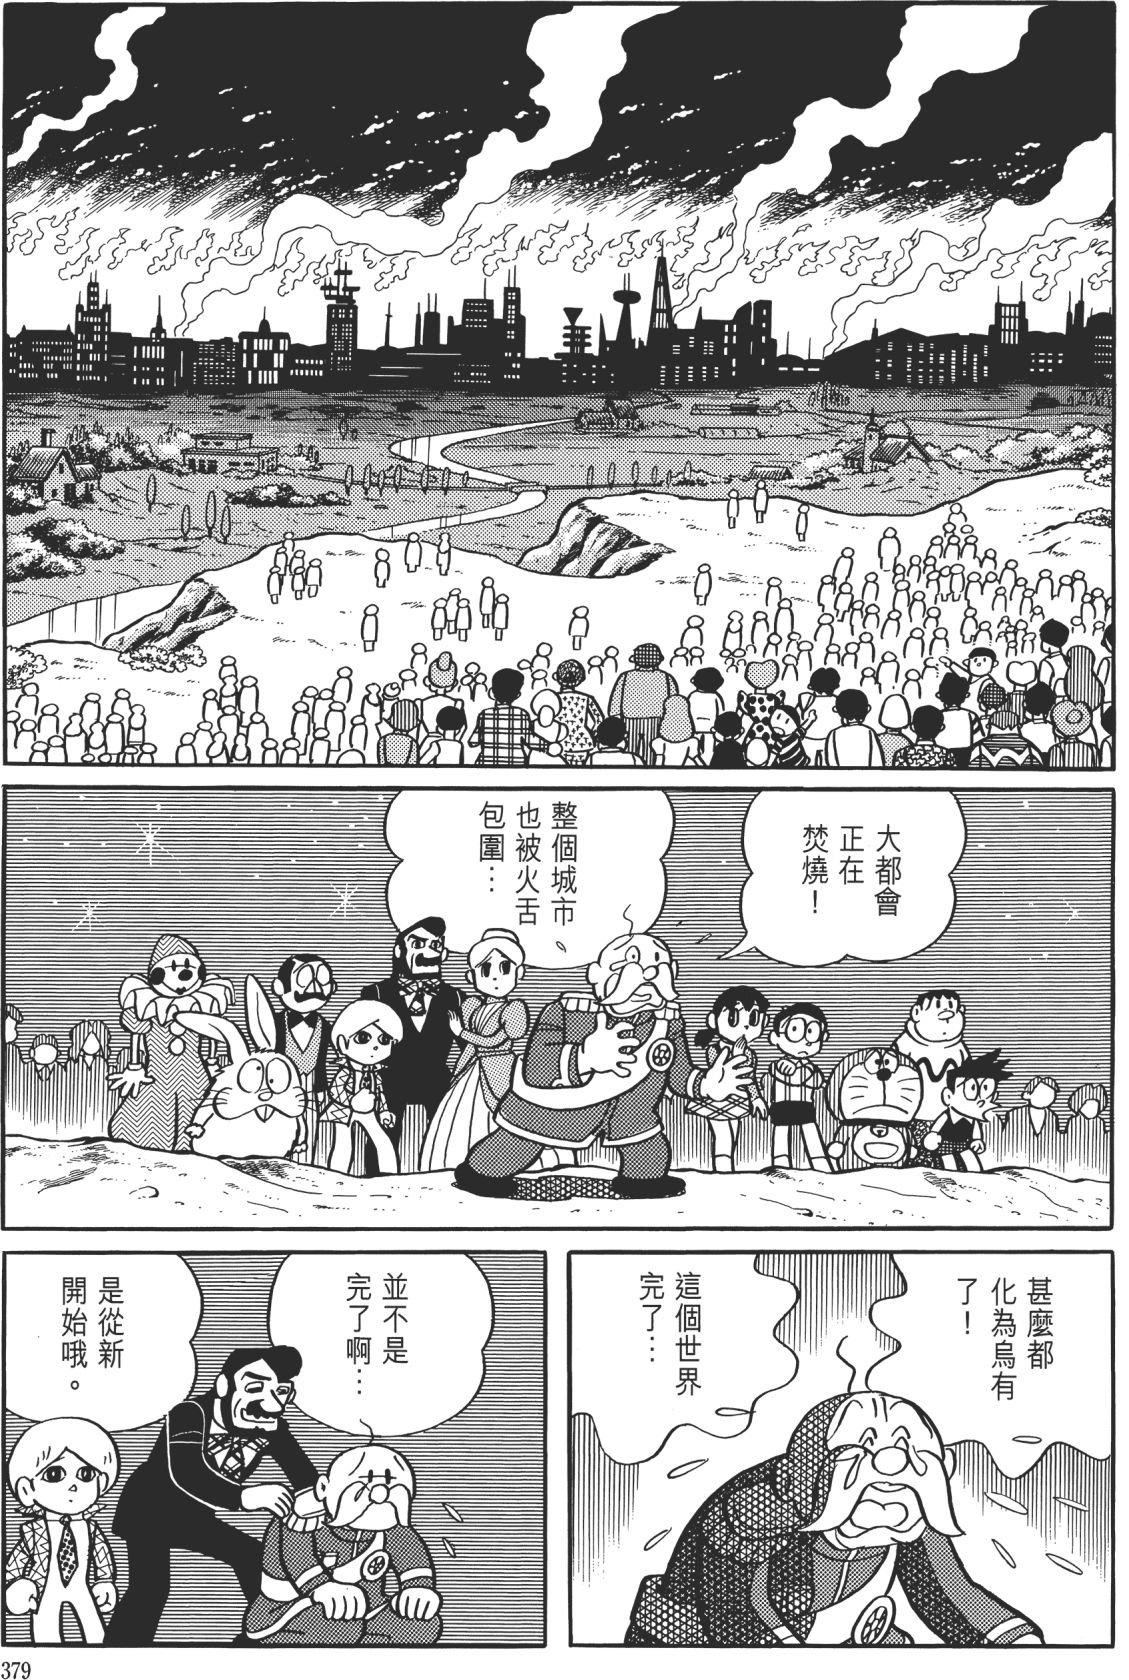 大都會
正在
焚燒！
整個城市
也被火舌
包圍…
甚麼都
化為烏有
了！
這個世界
完了…
並不是
完了啊…
是從新
開始哦。
379